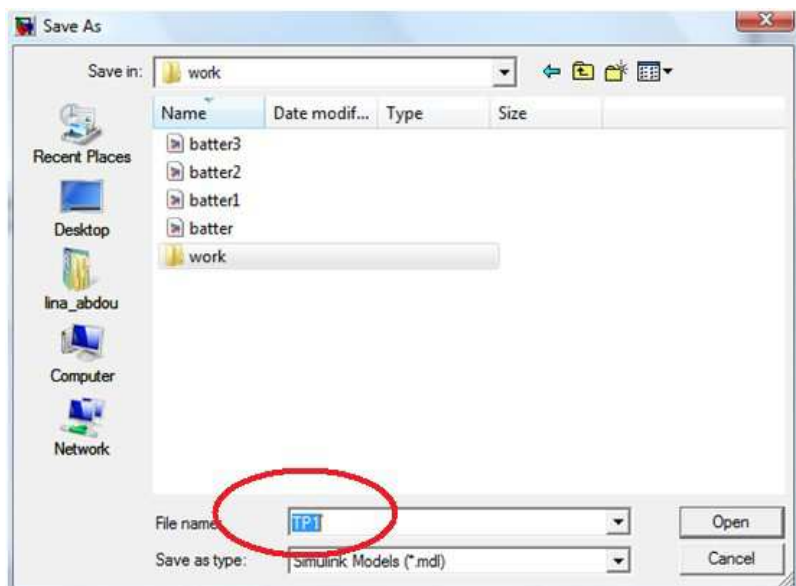 Save As
Save in: work
Name Date modif... Type Size
batter3
batter2
batter1
batter
work
Recent Places
Desktop
lina_abdou
Computer
Network
File name: TP1 Open
Save as type: Simulink Models (*.mdl) Cancel